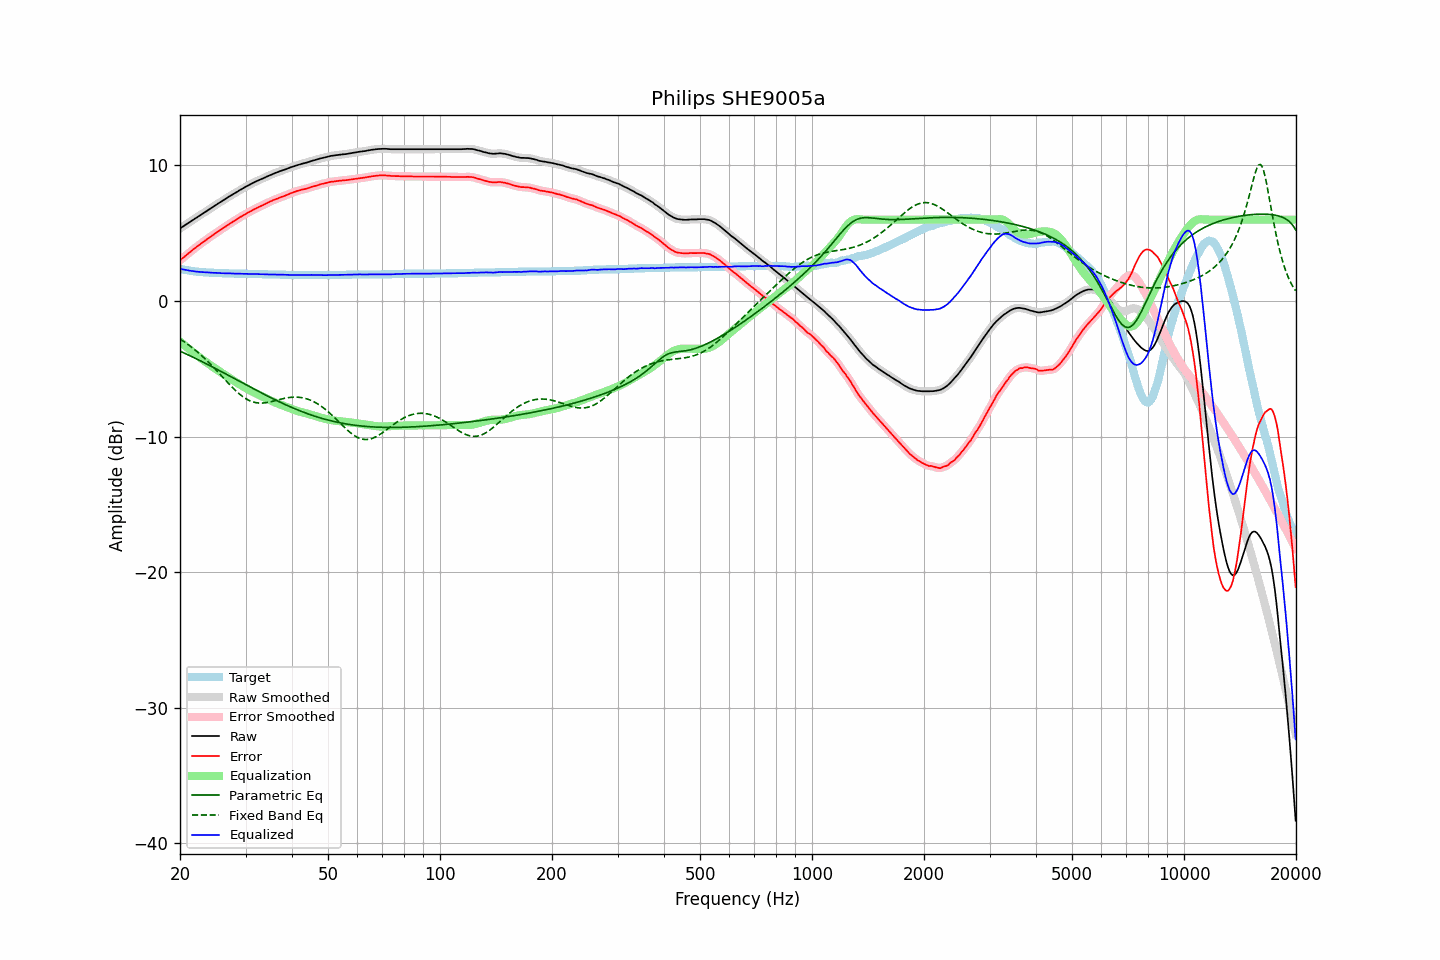 Philips SHE9005a
10
0
−10
−20
−30
−40
Amplitude (dBr)
Target
Raw Smoothed
Error Smoothed
Raw
Error
Equalization
Parametric Eq
Fixed Band Eq
Equalized
20 50 100 200 500 1000 2000 5000 10000 20000
Frequency (Hz)